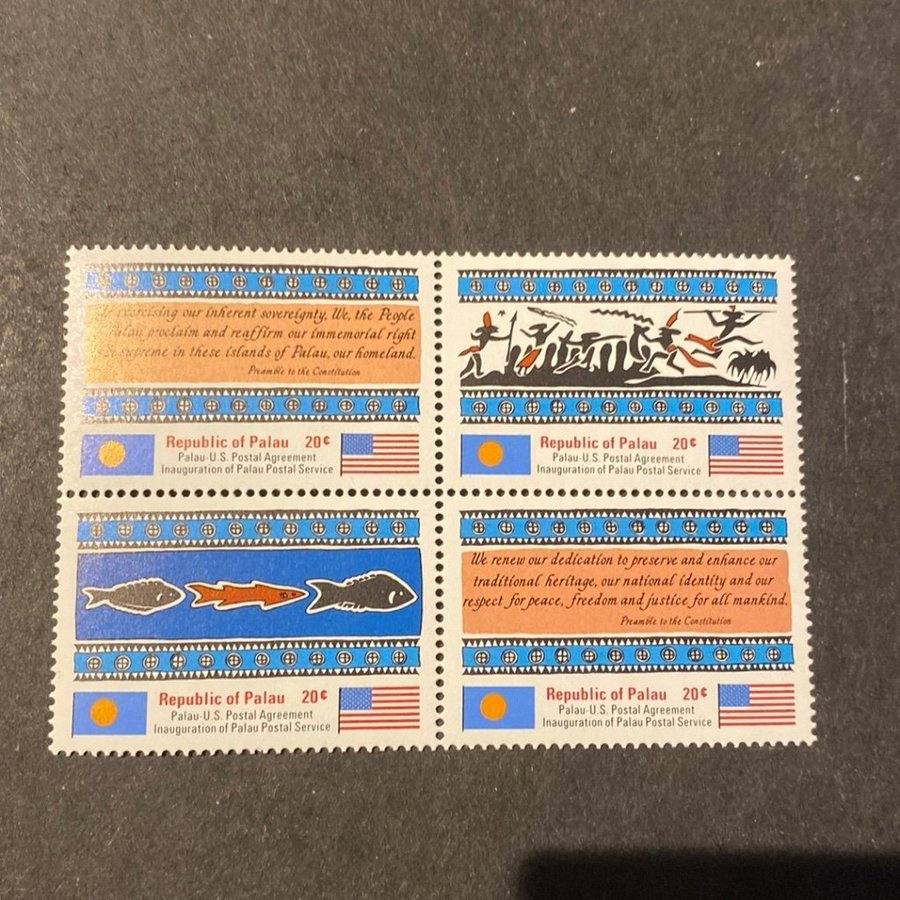 exercising our inherent sovereignty, We, the People
Palau proclaim and reaffirm our immemorial right
supreme in these islands of Palau, our homeland.
Preamble to the Constitution
Republic of Palau 20¢
Palau-U.S. Postal Agreement
Inauguration of Palau Postal Service
Republic of Palau 20¢
Palau-U.S. Postal Agreement
Inauguration of Palau Postal Service
Republic of Palau 20¢
Palau-U.S. Postal Agreement
Inauguration of Palau Postal Service
We renew our dedication to preserve and enhance our
traditional heritage, our national identity and our
respect for peace, freedom and justice for all mankind.
Preamble to the Constitution
Republic of Palau 20¢
Palau-U.S. Postal Agreement
Inauguration of Palau Postal Service